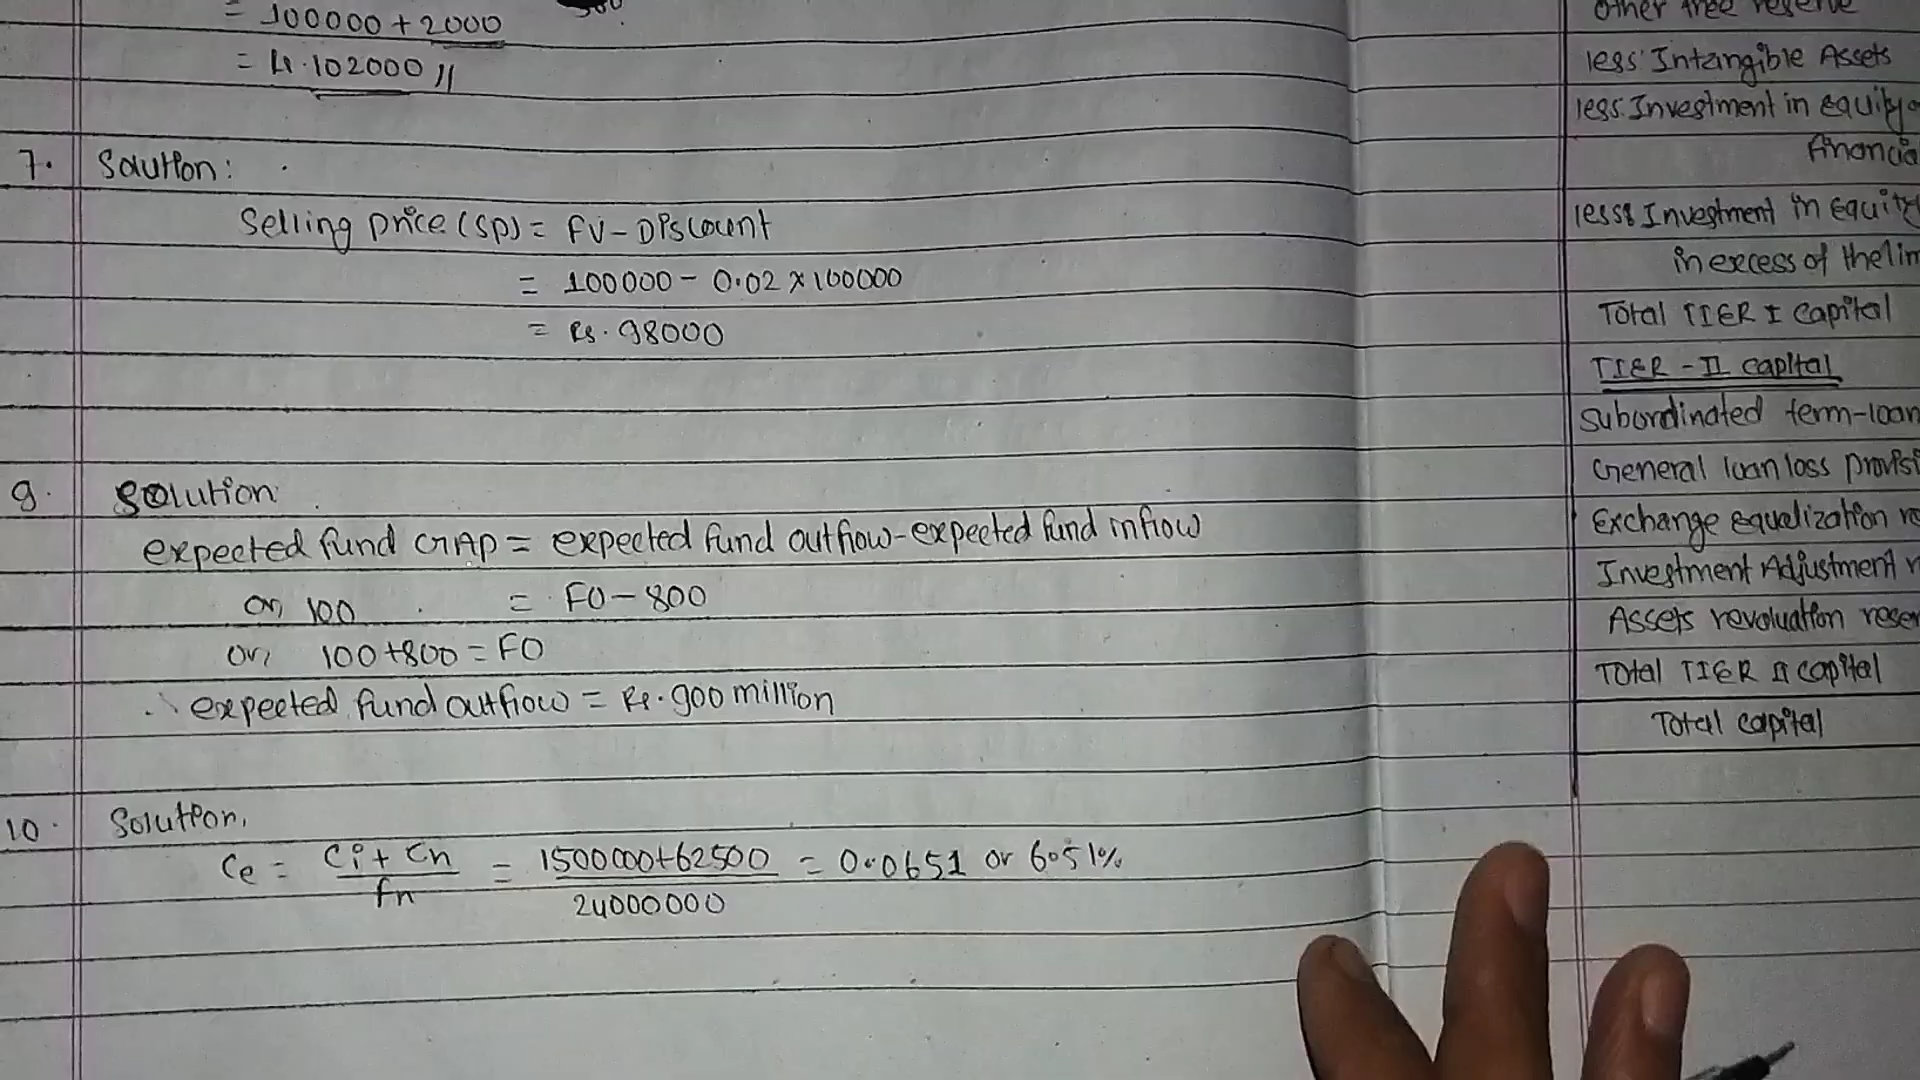 = 100000 + 2000
= Rs. 102000 //
7. Solution:
Selling price (SP) = FV - Discount
= 100000 - 0.02 × 100000
= Rs. 98000
9. Solution:
expected fund GAP = expected fund outflow - expected fund inflow
or, 100 = FO - 800
or, 100 + 800 = FO
∴ expected fund outflow = Rs. 900 million
10. Solution,
Ce = Ci + Cn / fn = 1500000+62500 / 24000000 = 0.0651 or 6.51%
other free reserve
less: Intangible Assets
less: Investment in equity
financia
less: Investment in Equity
in excess of the lim
Total TIER I capital
TIER - II capital
Subordinated term-loan
General loan loss provisi
Exchange equalization re
Investment Adjustment r
Assets revaluation reser
Total TIER II capital
Total capital